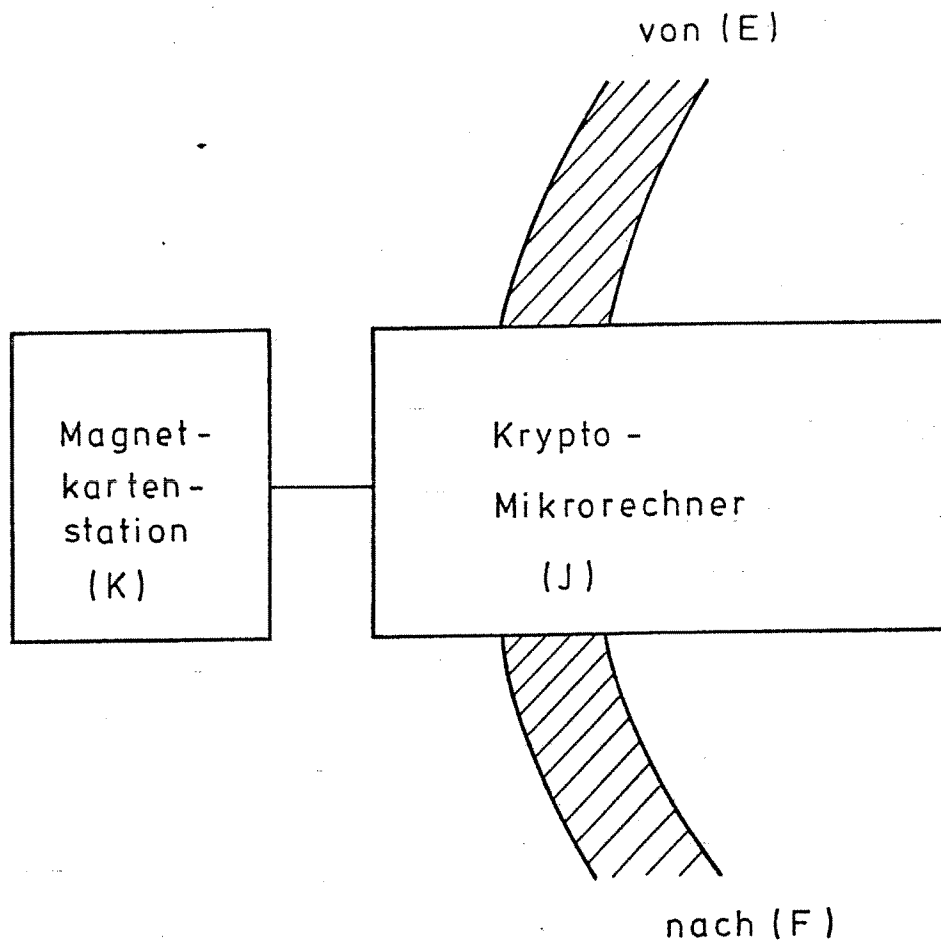 von (E)
Magnet-
karten-
station
(K)
Krypto -
Mikrorechner
(J)
nach (F)